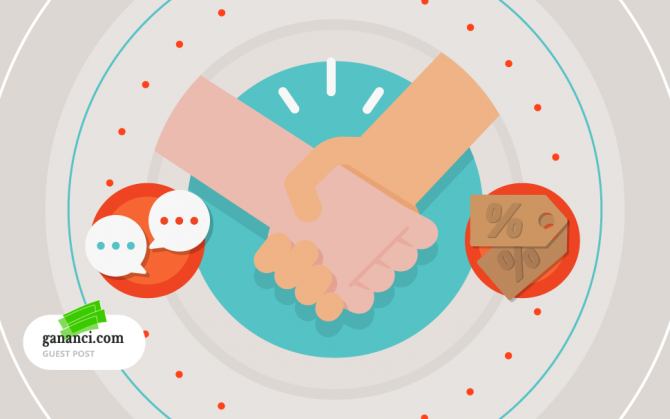 %
%
gananci.com
GUEST POST